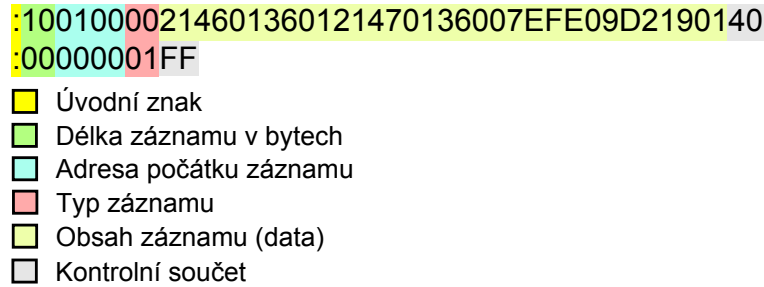 :10010000214601360121470136007EFE09D2190140
:00000001FF
Úvodní znak
Délka záznamu v bytech
Adresa počátku záznamu
Typ záznamu
Obsah záznamu (data)
Kontrolní součet